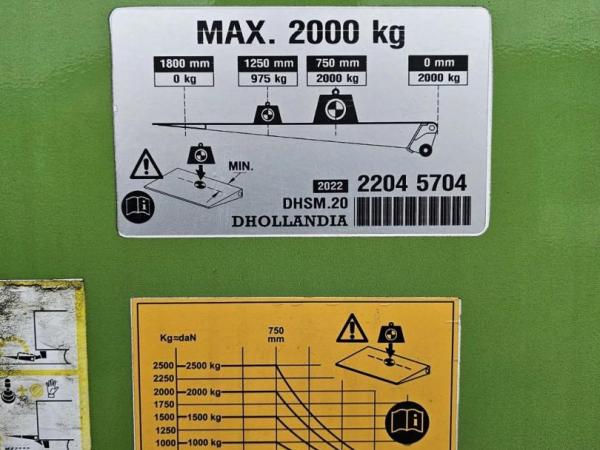 MAX. 2000 kg
1800 mm 1250 mm 750 mm 0 mm
0 kg 975 kg 2000 kg 2000 kg
MIN.
2022 2204 5704
DHSM.20
DHOLLANDIA
Kg=daN
750
mm
2500 2500 kg
2250
2000 2000 kg
1750
1500 1500 kg
1250
1000 1000 kg